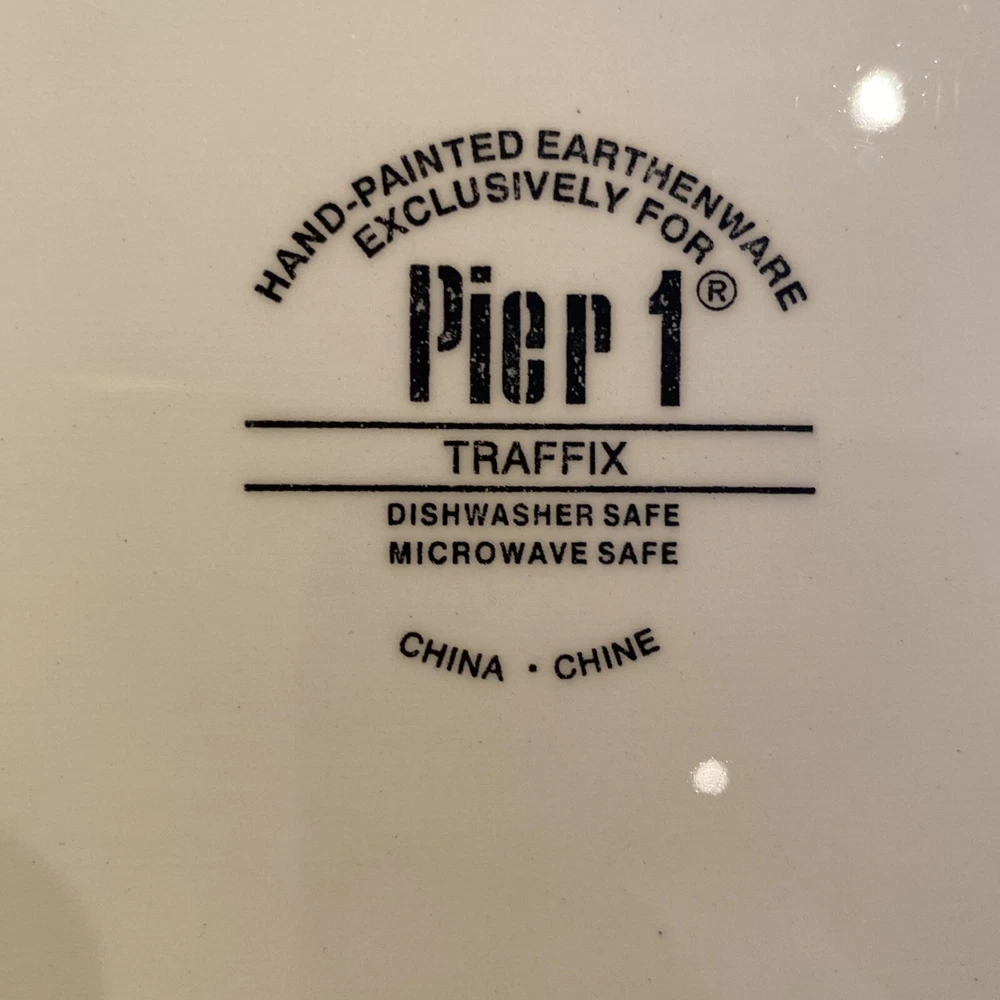 HAND-PAINTED EARTHENWARE
EXCLUSIVELY FOR
Pier 1®
TRAFFIX
DISHWASHER SAFE
MICROWAVE SAFE
CHINA · CHINE